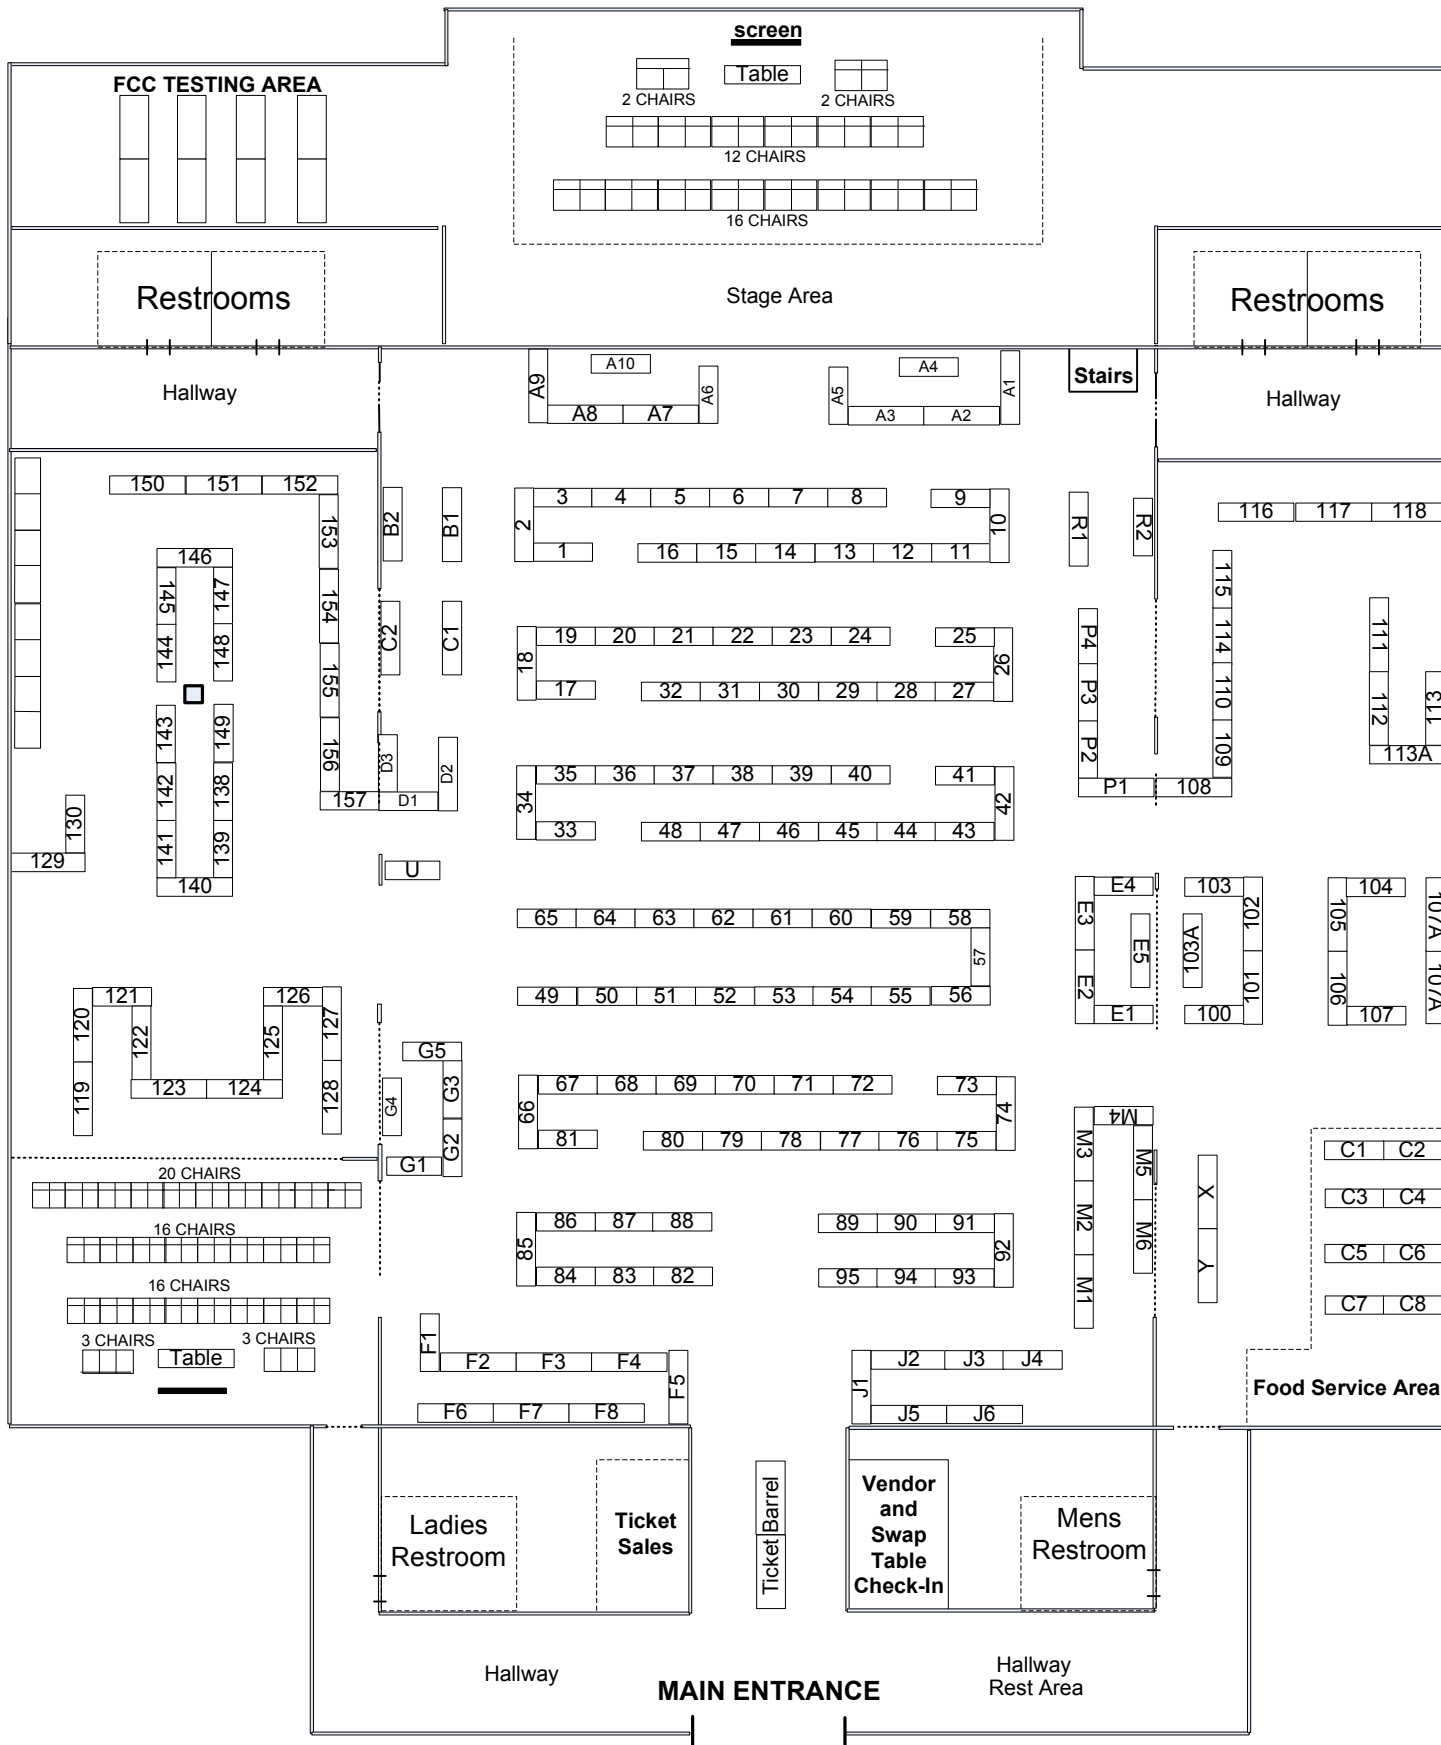 screen
FCC TESTING AREA
Table
2 CHAIRS
2 CHAIRS
12 CHAIRS
16 CHAIRS
Restrooms
Stage Area
Restrooms
Hallway
A9
A10
A6
A8
A7
A5
A4
A1
A3
A2
Stairs
Hallway
150 151 152
153
154
155
156
157
146
145
147
144
148
143
149
142
138
141
139
140
130
129
B2
B1
C2
C1
D3
D2
D1
U
2
3 4 5 6 7 8
9
10
1
16 15 14 13 12 11
18
19 20 21 22 23 24
25
26
17
32 31 30 29 28 27
34
35 36 37 38 39 40
41
42
33
48 47 46 45 44 43
65 64 63 62 61 60 59 58
57
49 50 51 52 53 54 55 56
R1
R2
P4
P3
P2
P1
108
116 117 118
115
114
110
109
111
112
113
113A
E4
E3
E5
E2
E1
103
102
103A
101
100
104
105
106
107
107A
107A
121
120
122
119
123 124
126
125
127
128
G5
G3
G4
G2
G1
66
67 68 69 70 71 72
73
74
81
80 79 78 77 76 75
85
86 87 88
84 83 82
89 90 91
92
95 94 93
M4
M3
M5
M2
M6
M1
X
Y
C1 C2
C3 C4
C5 C6
C7 C8
Food Service Area
20 CHAIRS
16 CHAIRS
16 CHAIRS
3 CHAIRS
3 CHAIRS
Table
F1
F2 F3 F4
F5
F6 F7 F8
J1
J2 J3 J4
J5 J6
Ladies
Restroom
Ticket
Sales
Ticket Barrel
Vendor
and
Swap
Table
Check-In
Mens
Restroom
Hallway
MAIN ENTRANCE
Hallway
Rest Area